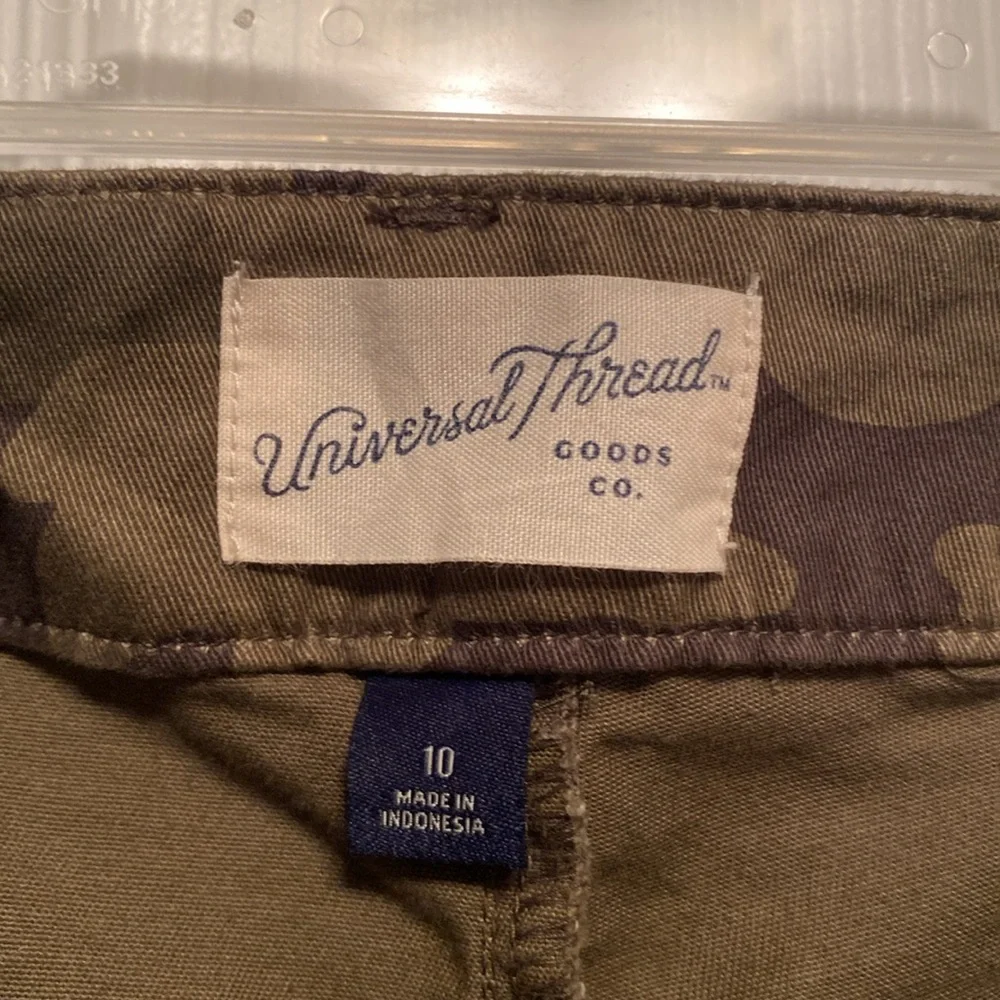 Universal Thread™
GOODS
CO.
10
MADE IN
INDONESIA